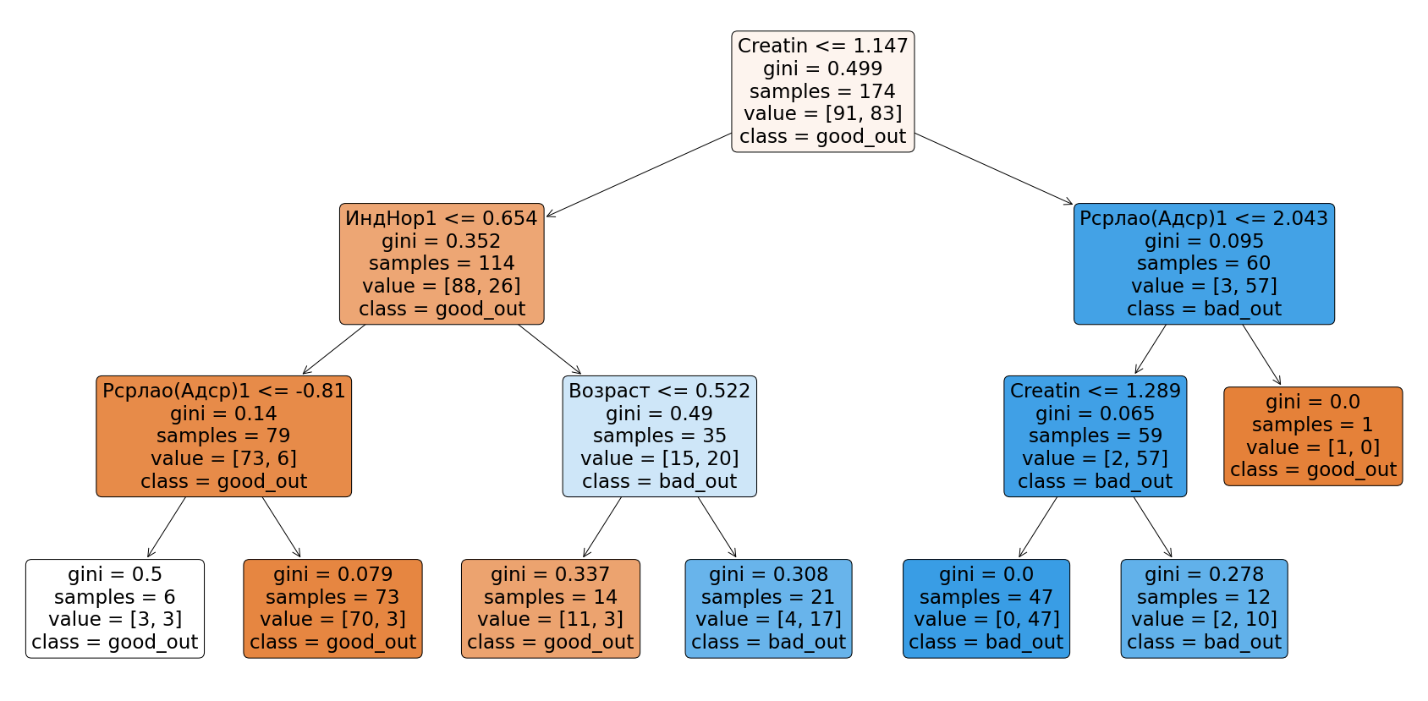 Creatin <= 1.147
gini = 0.499
samples = 174
value = [91, 83]
class = good_out
ИндНор1 <= 0.654
gini = 0.352
samples = 114
value = [88, 26]
class = good_out
Рсрлао(Адср)1 <= 2.043
gini = 0.095
samples = 60
value = [3, 57]
class = bad_out
Рсрлао(Адср)1 <= -0.81
gini = 0.14
samples = 79
value = [73, 6]
class = good_out
Возраст <= 0.522
gini = 0.49
samples = 35
value = [15, 20]
class = bad_out
Creatin <= 1.289
gini = 0.065
samples = 59
value = [2, 57]
class = bad_out
gini = 0.0
samples = 1
value = [1, 0]
class = good_out
gini = 0.5
samples = 6
value = [3, 3]
class = good_out
gini = 0.079
samples = 73
value = [70, 3]
class = good_out
gini = 0.337
samples = 14
value = [11, 3]
class = good_out
gini = 0.308
samples = 21
value = [4, 17]
class = bad_out
gini = 0.0
samples = 47
value = [0, 47]
class = bad_out
gini = 0.278
samples = 12
value = [2, 10]
class = bad_out